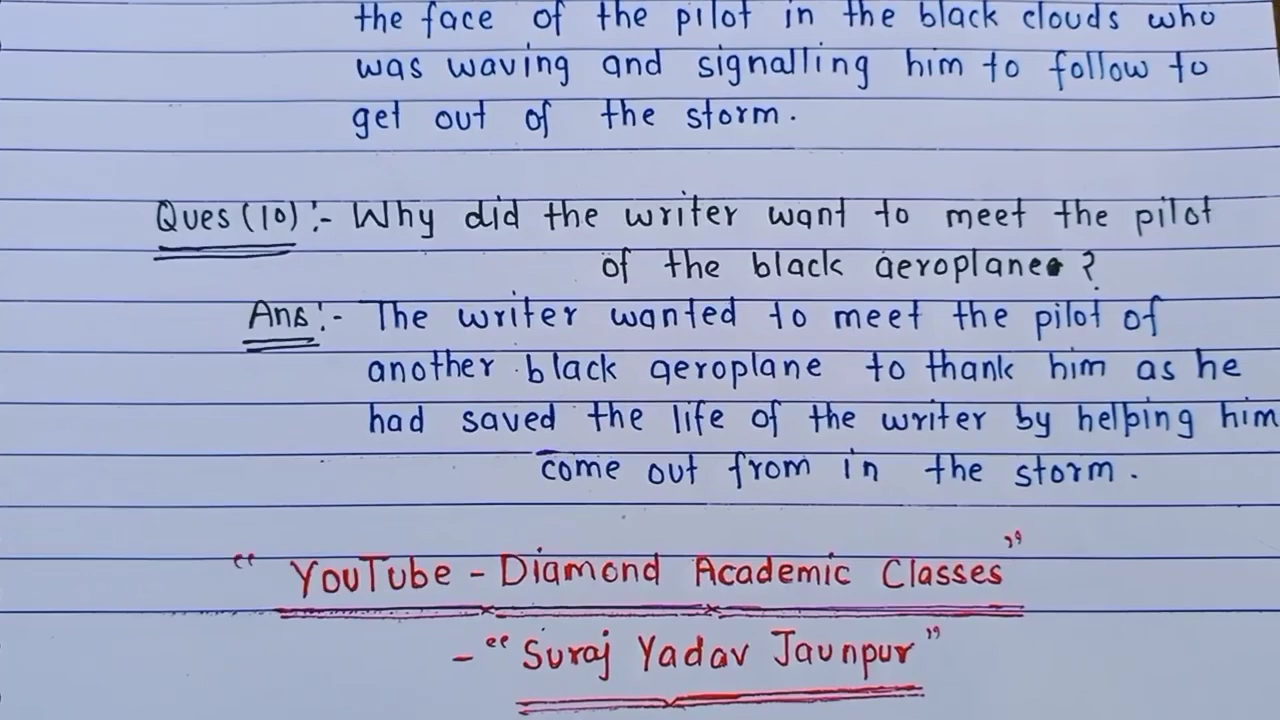 the face of the pilot in the black clouds who
was waving and signalling him to follow to
get out of the storm.
Ques (10) :- Why did the writer want to meet the pilot
of the black aeroplane ?
Ans :- The writer wanted to meet the pilot of
another black aeroplane to thank him as he
had saved the life of the writer by helping him
come out from in the storm.
“ YouTube - Diamond Academic Classes ”
- “ Suraj Yadav Jaunpur ”